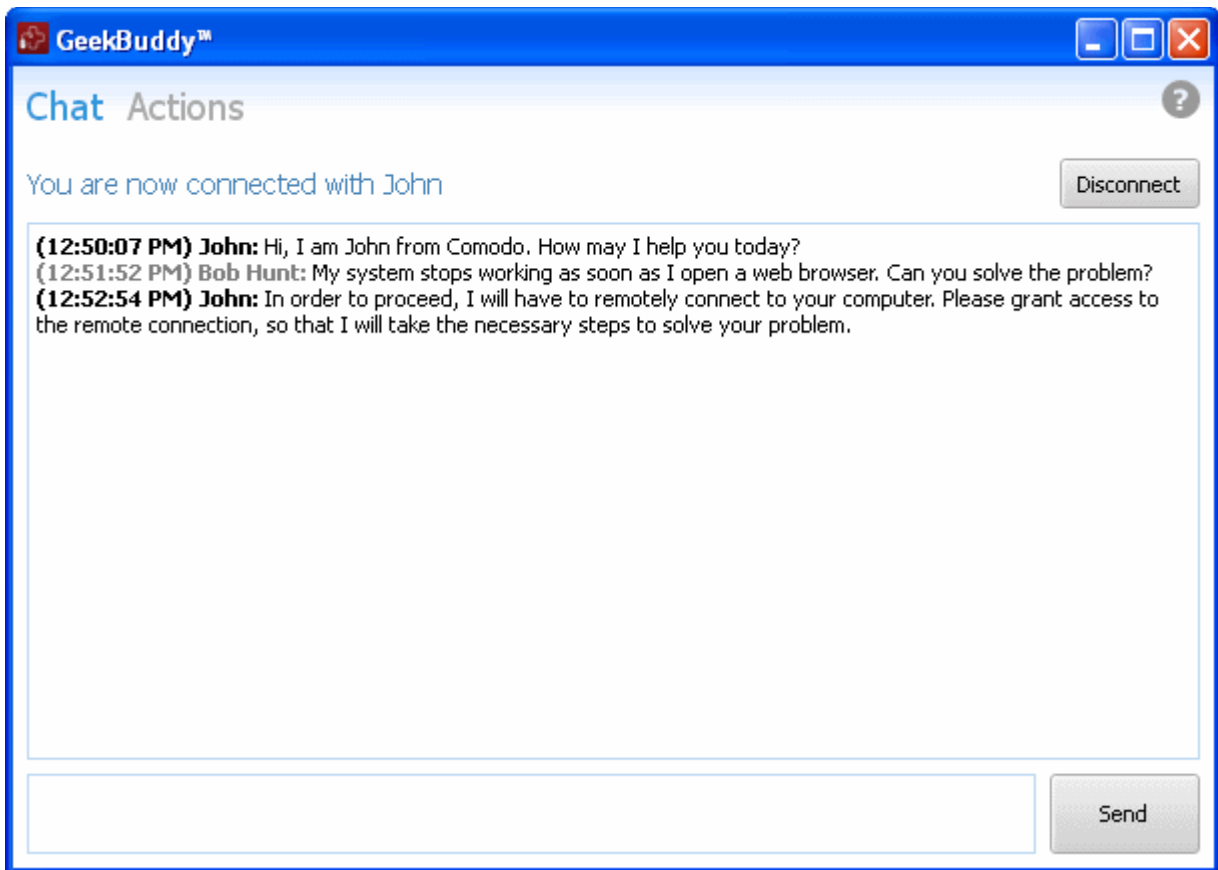 GeekBuddy™
Chat Actions
?
You are now connected with John
Disconnect
(12:50:07 PM) John: Hi, I am John from Comodo. How may I help you today?
(12:51:52 PM) Bob Hunt: My system stops working as soon as I open a web browser. Can you solve the problem?
(12:52:54 PM) John: In order to proceed, I will have to remotely connect to your computer. Please grant access to
the remote connection, so that I will take the necessary steps to solve your problem.
Send